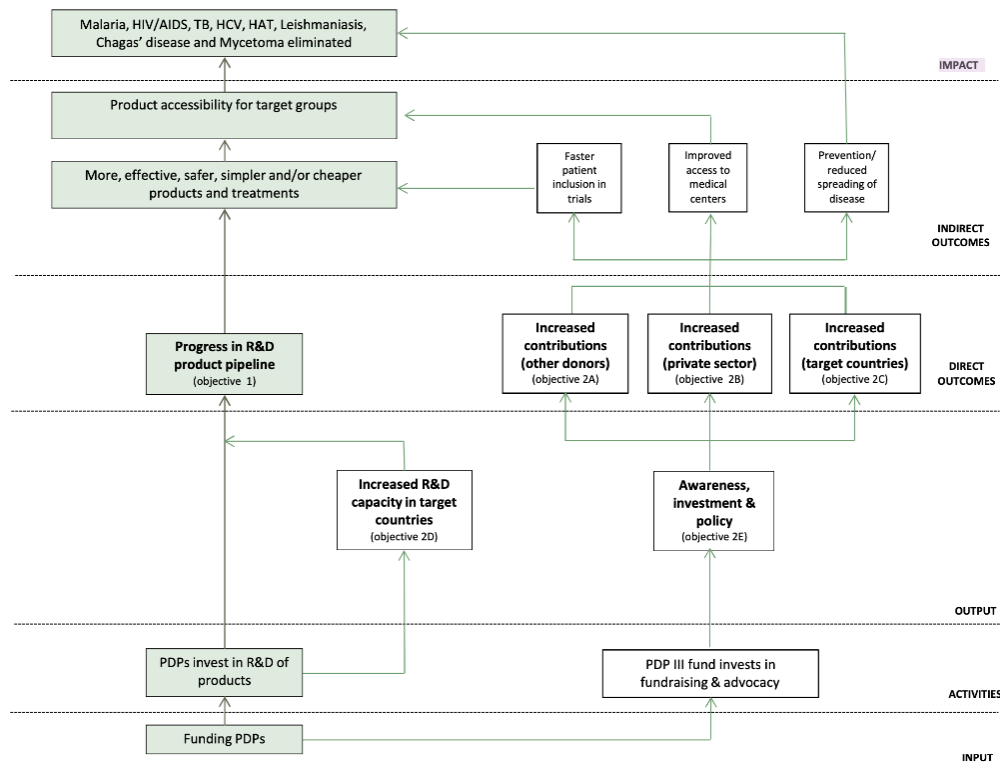 Malaria, HIV/AIDS, TB, HCV, HAT, Leishmaniasis,
Chagas’ disease and Mycetoma eliminated
IMPACT
Product accessibility for target groups
More, effective, safer, simpler and/or cheaper
products and treatments
Faster
patient
inclusion in
trials
Improved
access to
medical
centers
Prevention/
reduced
spreading of
disease
INDIRECT
OUTCOMES
Progress in R&D
product pipeline
(objective 1)
Increased
contributions
(other donors)
(objective 2A)
Increased
contributions
(private sector)
(objective 2B)
Increased
contributions
(target countries)
(objective 2C)
DIRECT
OUTCOMES
Increased R&D
capacity in target
countries
(objective 2D)
Awareness,
investment &
policy
(objective 2E)
OUTPUT
PDPs invest in R&D of
products
PDP III fund invests in
fundraising & advocacy
ACTIVITIES
Funding PDPs
INPUT